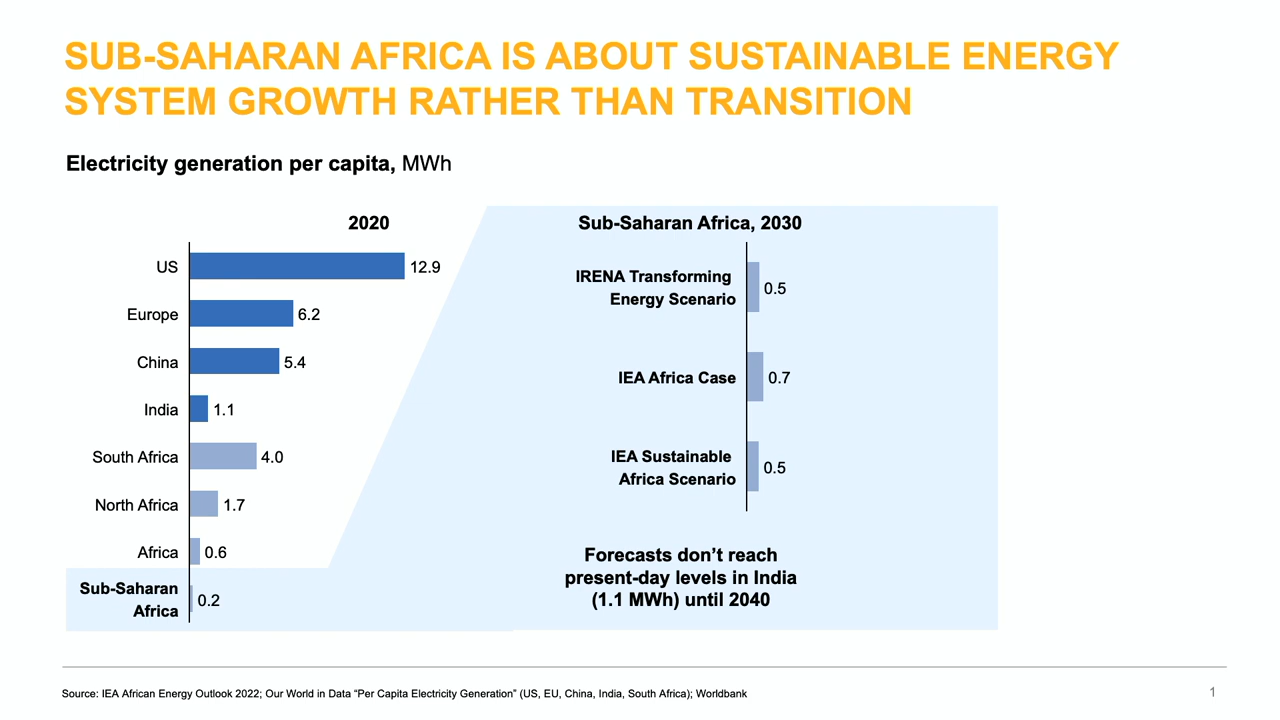 SUB-SAHARAN AFRICA IS ABOUT SUSTAINABLE ENERGY
SYSTEM GROWTH RATHER THAN TRANSITION
Electricity generation per capita, MWh
2020
US 12.9
Europe 6.2
China 5.4
India 1.1
South Africa 4.0
North Africa 1.7
Africa 0.6
Sub-Saharan
Africa 0.2
Sub-Saharan Africa, 2030
IRENA Transforming
Energy Scenario 0.5
IEA Africa Case 0.7
IEA Sustainable
Africa Scenario 0.5
Forecasts don’t reach
present-day levels in India
(1.1 MWh) until 2040
Source: IEA African Energy Outlook 2022; Our World in Data “Per Capita Electricity Generation” (US, EU, China, India, South Africa); Worldbank
1